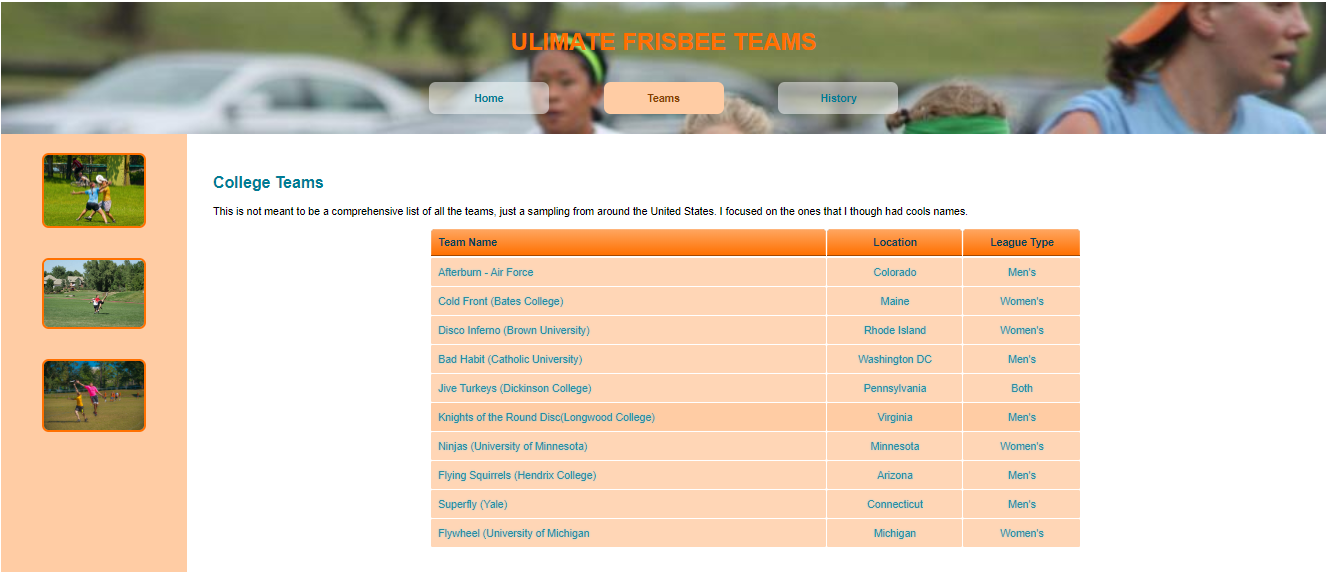 ULIMATE FRISBEE TEAMS
Home Teams History
College Teams
This is not meant to be a comprehensive list of all the teams, just a sampling from around the United States. I focused on the ones that I though had cools names.
Team Name Location League Type
Afterburn - Air Force Colorado Men's
Cold Front (Bates College) Maine Women's
Disco Inferno (Brown University) Rhode Island Women's
Bad Habit (Catholic University) Washington DC Men's
Jive Turkeys (Dickinson College) Pennsylvania Both
Knights of the Round Disc(Longwood College) Virginia Men's
Ninjas (University of Minnesota) Minnesota Women's
Flying Squirrels (Hendrix College) Arizona Men's
Superfly (Yale) Connecticut Men's
Flywheel (University of Michigan Michigan Women's